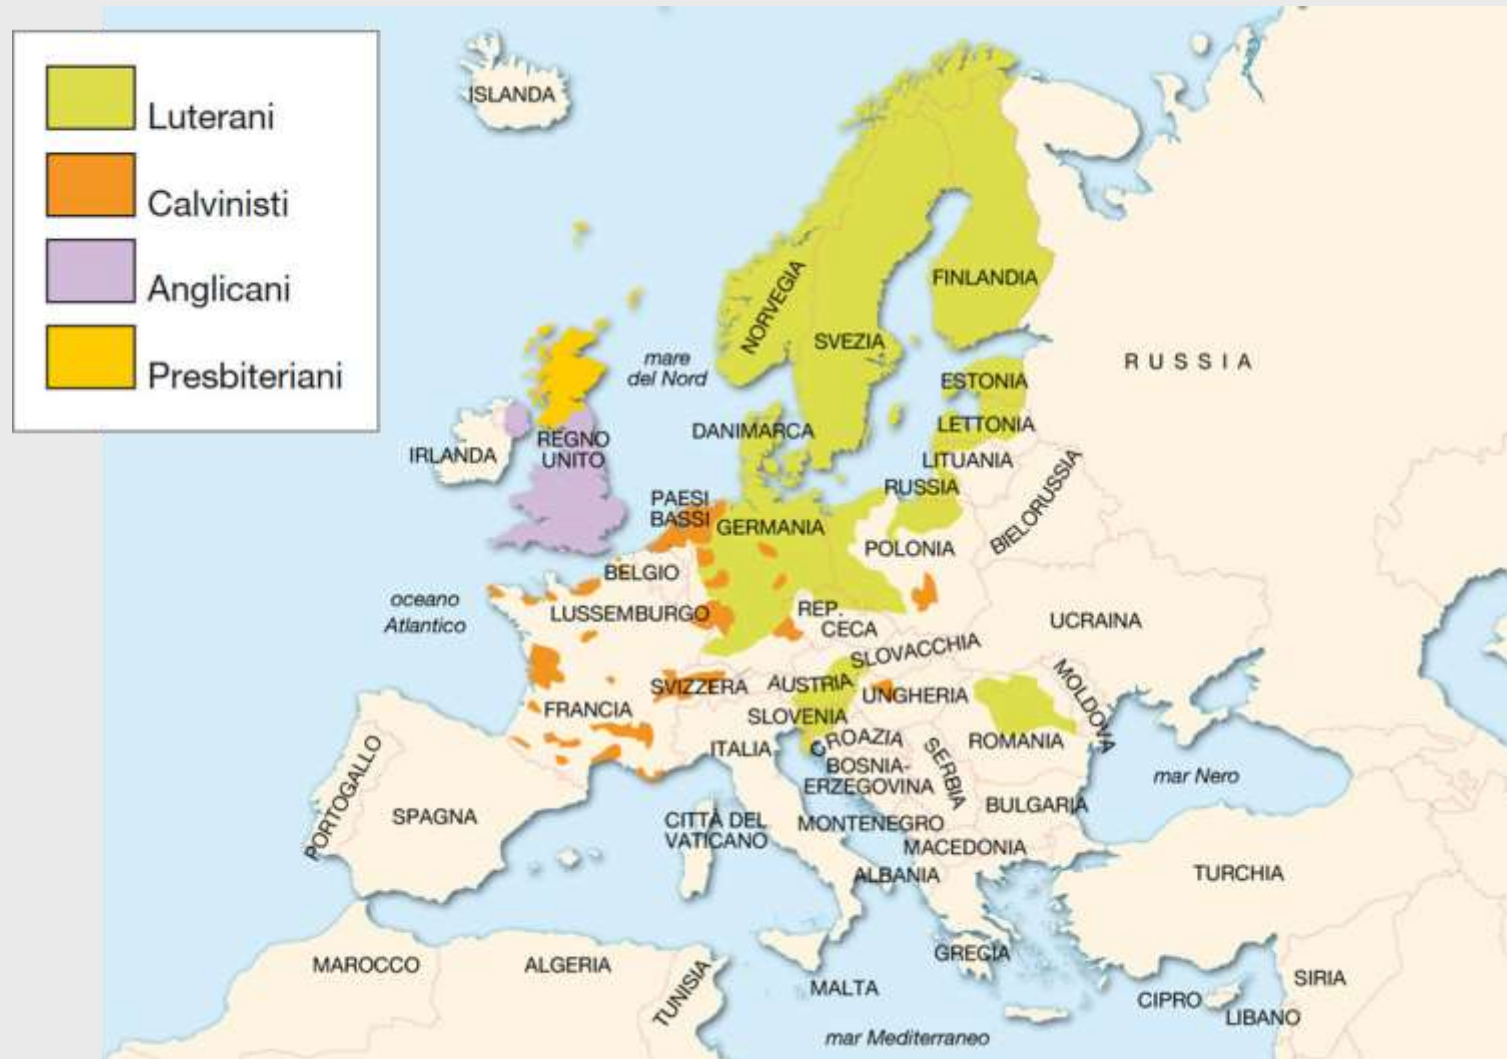 Luterani
Calvinisti
Anglicani
Presbiteriani
ISLANDA
NORVEGIA
SVEZIA
FINLANDIA
RUSSIA
mare
del Nord
ESTONIA
LETTONIA
LITUANIA
RUSSIA
BIELORUSSIA
DANIMARCA
IRLANDA
REGNO
UNITO
PAESI
BASSI
GERMANIA
POLONIA
BELGIO
oceano
Atlantico
LUSSEMBURGO
REP.
CECA
UCRAINA
SLOVACCHIA
MOLDOVA
SVIZZERA
AUSTRIA
UNGHERIA
FRANCIA
SLOVENIA
ITALIA
CROAZIA
SERBIA
ROMANIA
BOSNIA-
ERZEGOVINA
mar Nero
PORTOGALLO
SPAGNA
CITTÀ DEL
VATICANO
MONTENEGRO
BULGARIA
MACEDONIA
ALBANIA
TURCHIA
GRECIA
MAROCCO
ALGERIA
TUNISIA
MALTA
CIPRO
SIRIA
LIBANO
mar Mediterraneo